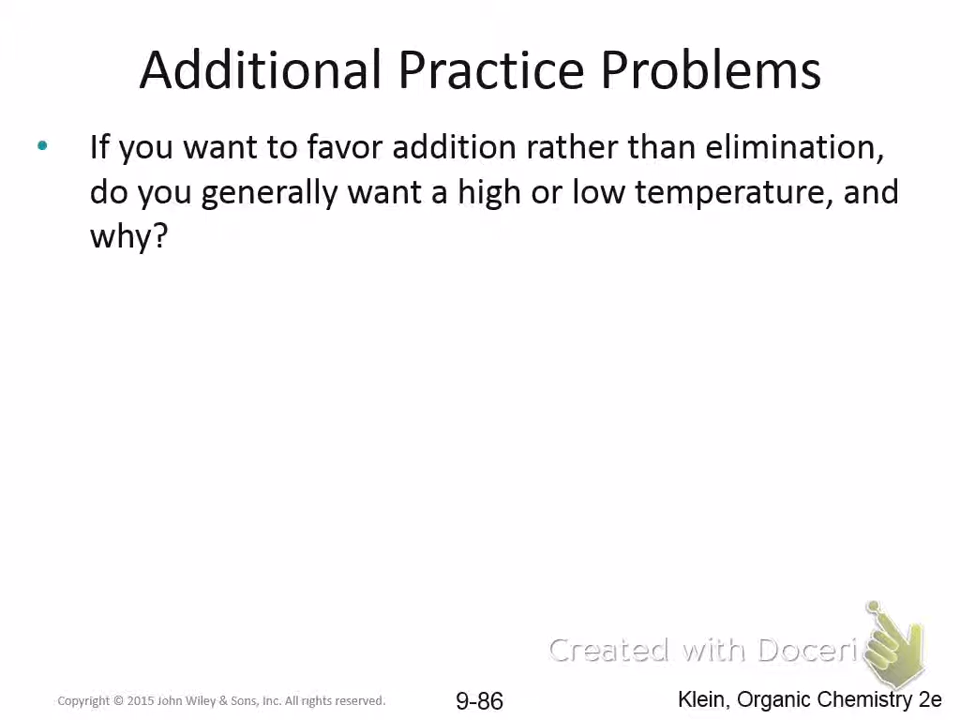 Additional Practice Problems
• If you want to favor addition rather than elimination,
do you generally want a high or low temperature, and
why?
Created with Doceri
Copyright © 2015 John Wiley & Sons, Inc. All rights reserved.
9-86
Klein, Organic Chemistry 2e